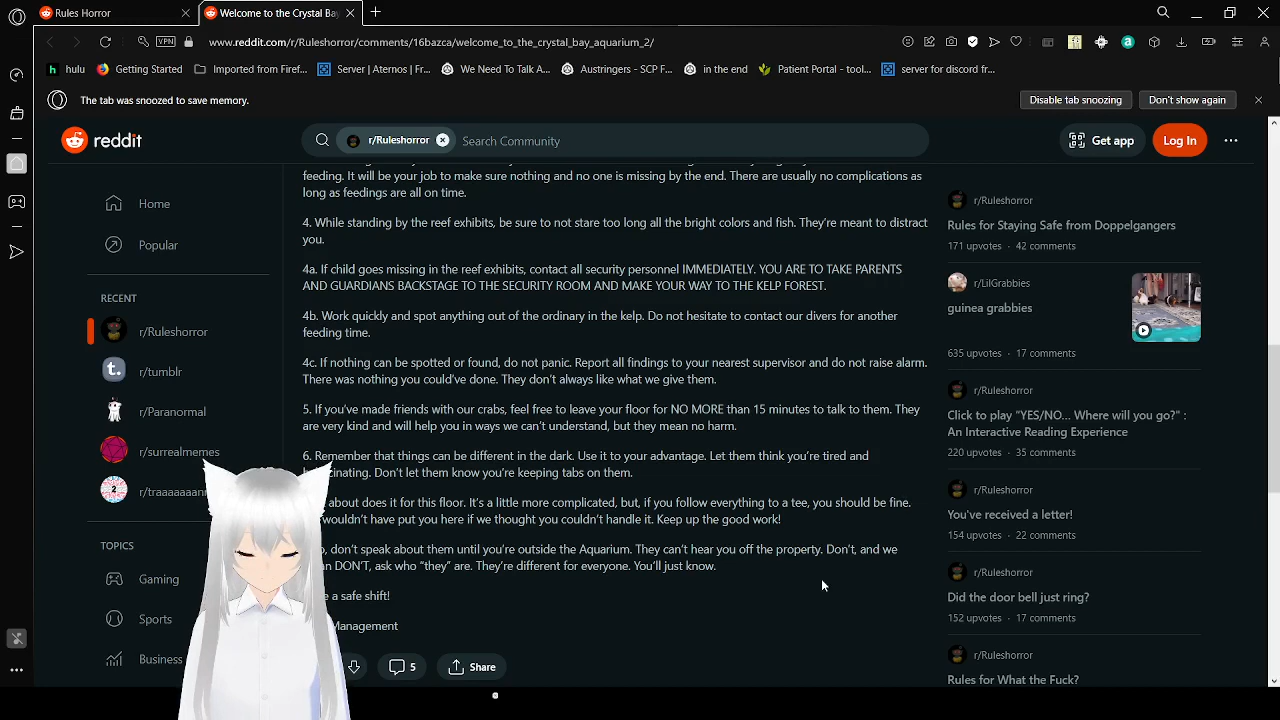 Rules Horror
Welcome to the Crystal Bay
VPN
www.reddit.com/r/Ruleshorror/comments/16bazca/welcome_to_the_crystal_bay_aquarium_2/
hulu
Getting Started
Imported from Firef...
Server | Aternos | Fr...
We Need To Talk A...
Austringers - SCP F...
in the end
Patient Portal - tool...
server for discord fr...
The tab was snoozed to save memory.
Disable tab snoozing
Don't show again
reddit
r/Ruleshorror
Search Community
Get app
Log In
Home
Popular
RECENT
r/Ruleshorror
r/tumblr
r/Paranormal
r/surrealmemes
r/traaaaaaanr
TOPICS
Gaming
Sports
Business
feeding. It will be your job to make sure nothing and no one is missing by the end. There are usually no complications as
long as feedings are all on time.
4. While standing by the reef exhibits, be sure to not stare too long all the bright colors and fish. They're meant to distract
you.
4a. If child goes missing in the reef exhibits, contact all security personnel IMMEDIATELY. YOU ARE TO TAKE PARENTS
AND GUARDIANS BACKSTAGE TO THE SECURITY ROOM AND MAKE YOUR WAY TO THE KELP FOREST.
4b. Work quickly and spot anything out of the ordinary in the kelp. Do not hesitate to contact our divers for another
feeding time.
4c. If nothing can be spotted or found, do not panic. Report all findings to your nearest supervisor and do not raise alarm.
There was nothing you could've done. They don't always like what we give them.
5. If you've made friends with our crabs, feel free to leave your floor for NO MORE than 15 minutes to talk to them. They
are very kind and will help you in ways we can't understand, but they mean no harm.
6. Remember that things can be different in the dark. Use it to your advantage. Let them think you're tired and
cinating. Don't let them know you're keeping tabs on them.
about does it for this floor. It's a little more complicated, but, if you follow everything to a tee, you should be fine.
wouldn't have put you here if we thought you couldn't handle it. Keep up the good work!
don't speak about them until you're outside the Aquarium. They can't hear you off the property. Don't, and we
DON'T, ask who "they" are. They're different for everyone. You'll just know.
a safe shift!
Management
5
Share
r/Ruleshorror
Rules for Staying Safe from Doppelgangers
171 upvotes · 42 comments
r/LilGrabbies
guinea grabbies
635 upvotes · 17 comments
r/Ruleshorror
Click to play "YES/NO... Where will you go?" :
An Interactive Reading Experience
220 upvotes · 35 comments
r/Ruleshorror
You've received a letter!
154 upvotes · 22 comments
r/Ruleshorror
Did the door bell just ring?
152 upvotes · 17 comments
r/Ruleshorror
Rules for What the Fuck?